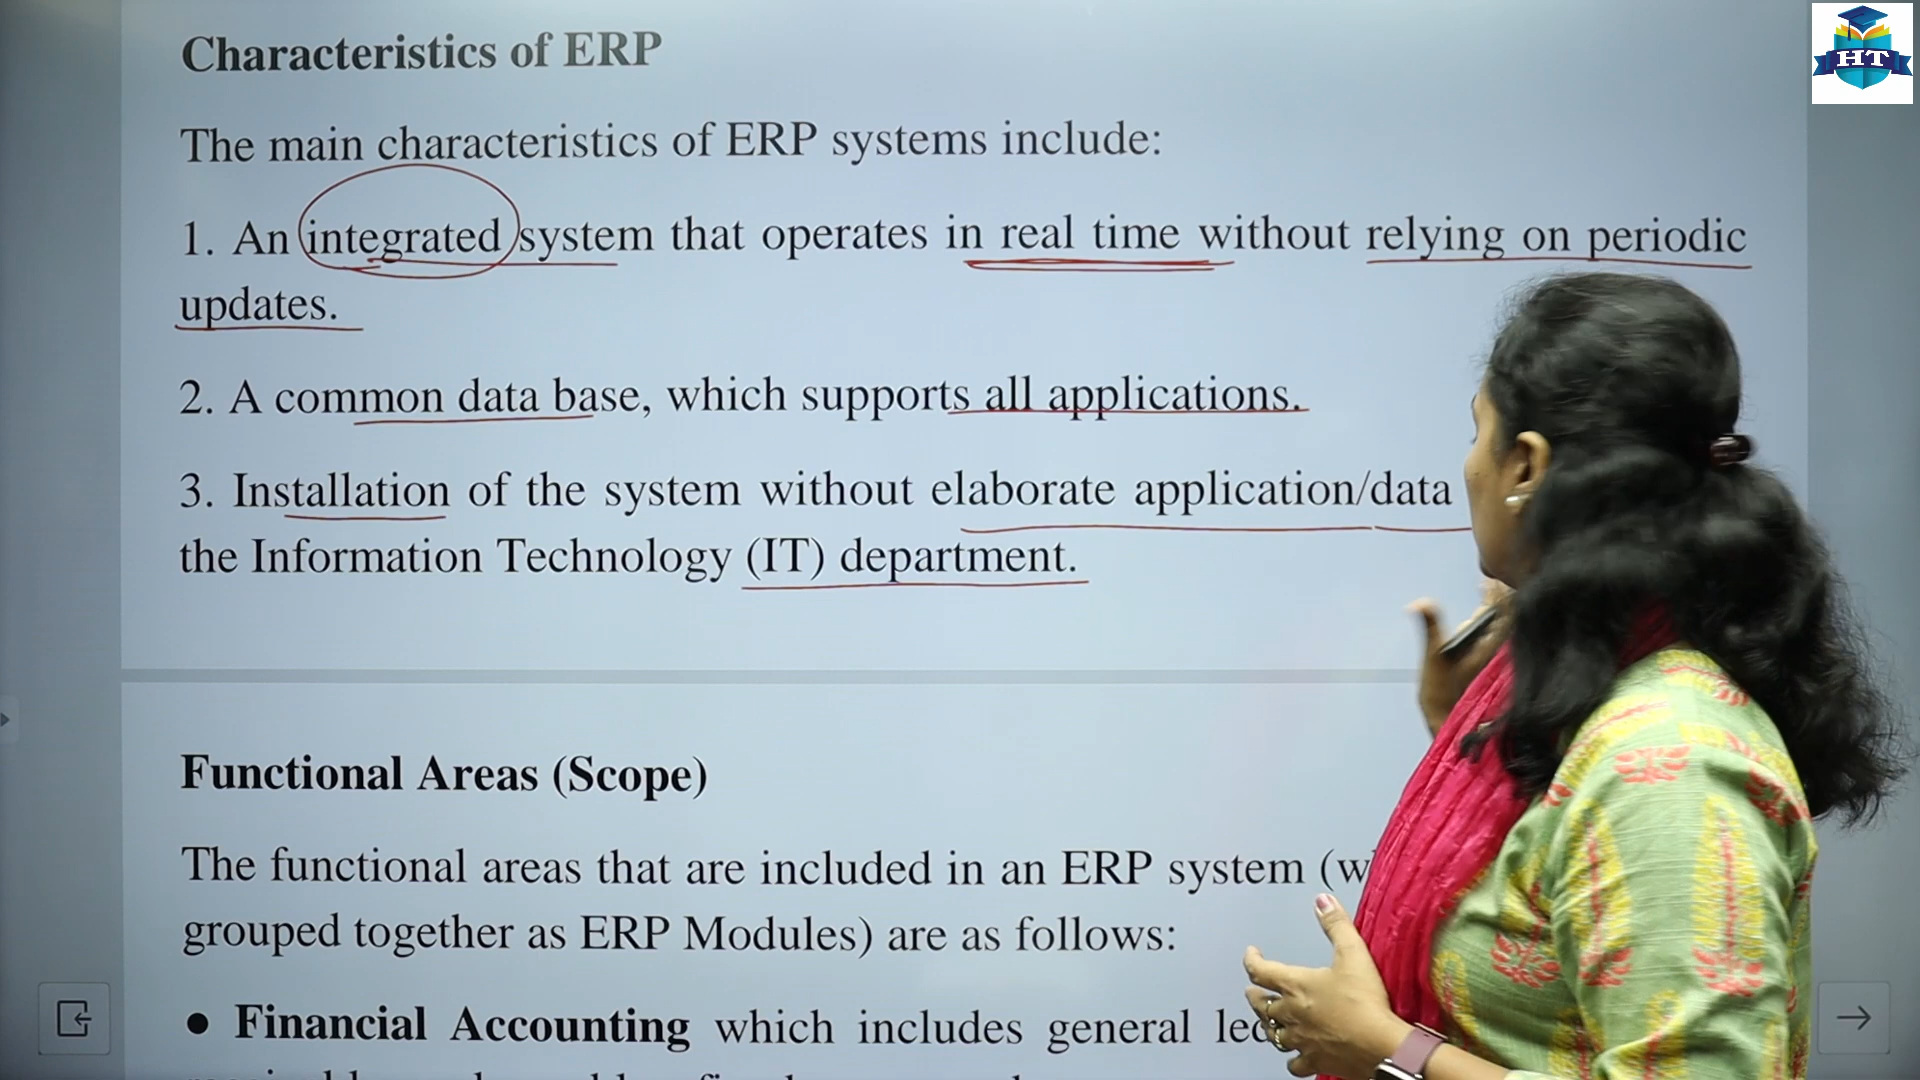 HT
Characteristics of ERP
The main characteristics of ERP systems include:
1. An integrated system that operates in real time without relying on periodic
updates.
2. A common data base, which supports all applications.
3. Installation of the system without elaborate application/data
the Information Technology (IT) department.
Functional Areas (Scope)
The functional areas that are included in an ERP system
grouped together as ERP Modules) are as follows:
● Financial Accounting which includes general